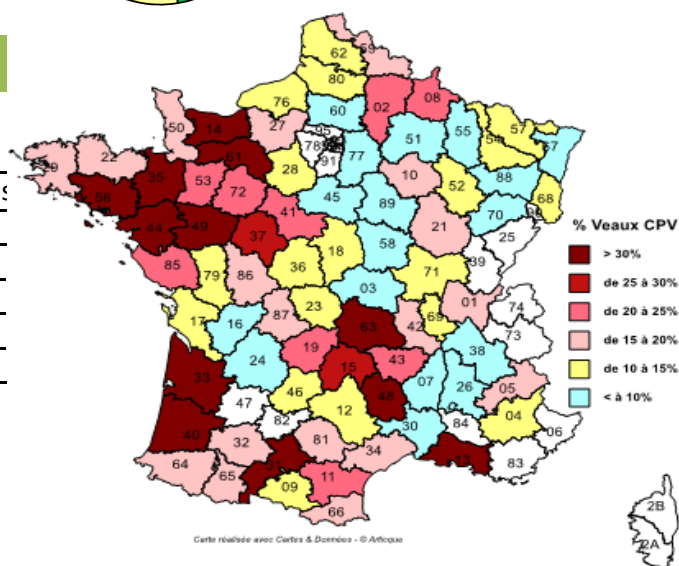 62 59
80
76 02 08
60
50 14 27 95 51 55 54 57 67
61 78 77
91
22 28 10 88
29 35 53 72 52 68
56 45 89 90
41 70
44 49 37 21 25
58
18 39
85 79 86 36 71
03
23 01 74
17 16 87 69
63 42 73
19 38
24 43
33 15 05
46 48 07 26
47 12 04
82 30 84 06
40 32 81 34 13 83
64 31
65 11
09
66
2B
2A
S
% Veaux CPV
> 30%
de 25 à 30%
de 20 à 25%
de 15 à 20%
de 10 à 15%
< à 10%
Carte réalisée avec Cartes & Données - © Articque